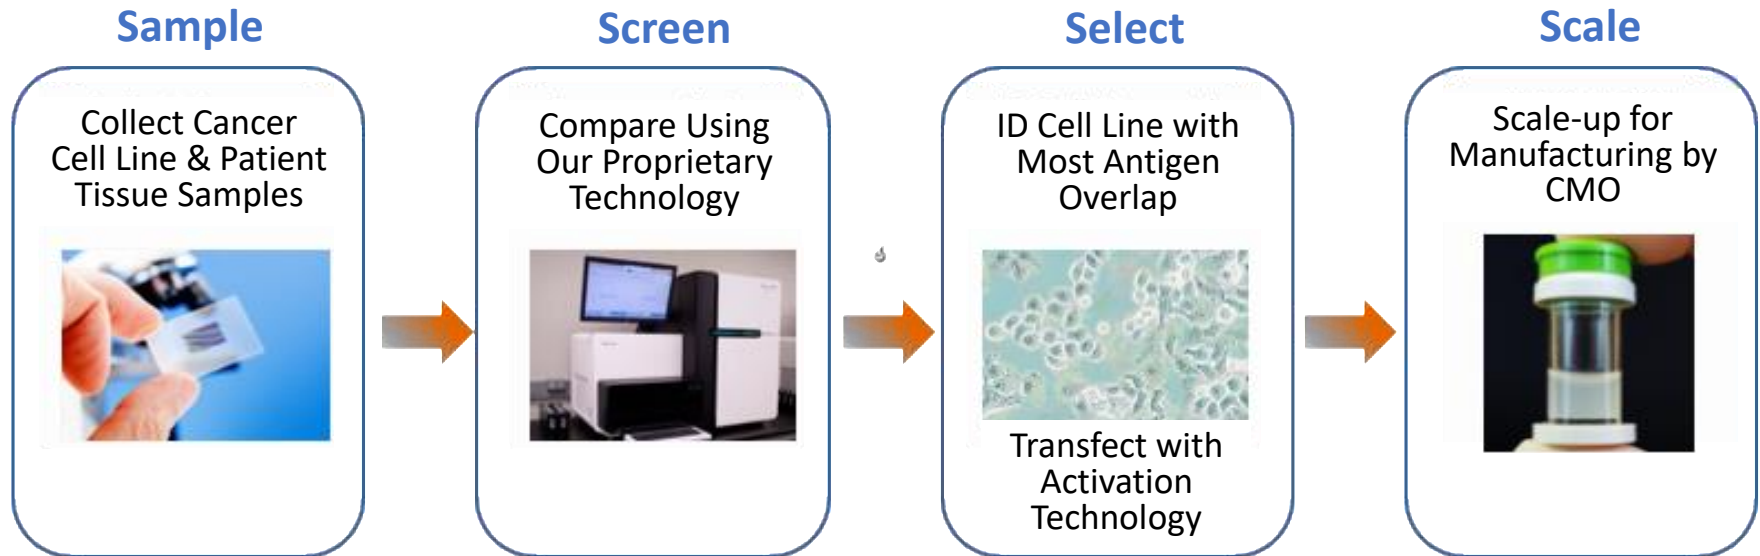 Sample
Collect Cancer
Cell Line & Patient
Tissue Samples
Screen
Compare Using
Our Proprietary
Technology
Select
ID Cell Line with
Most Antigen
Overlap
Transfect with
Activation
Technology
Scale
Scale-up for
Manufacturing by
CMO